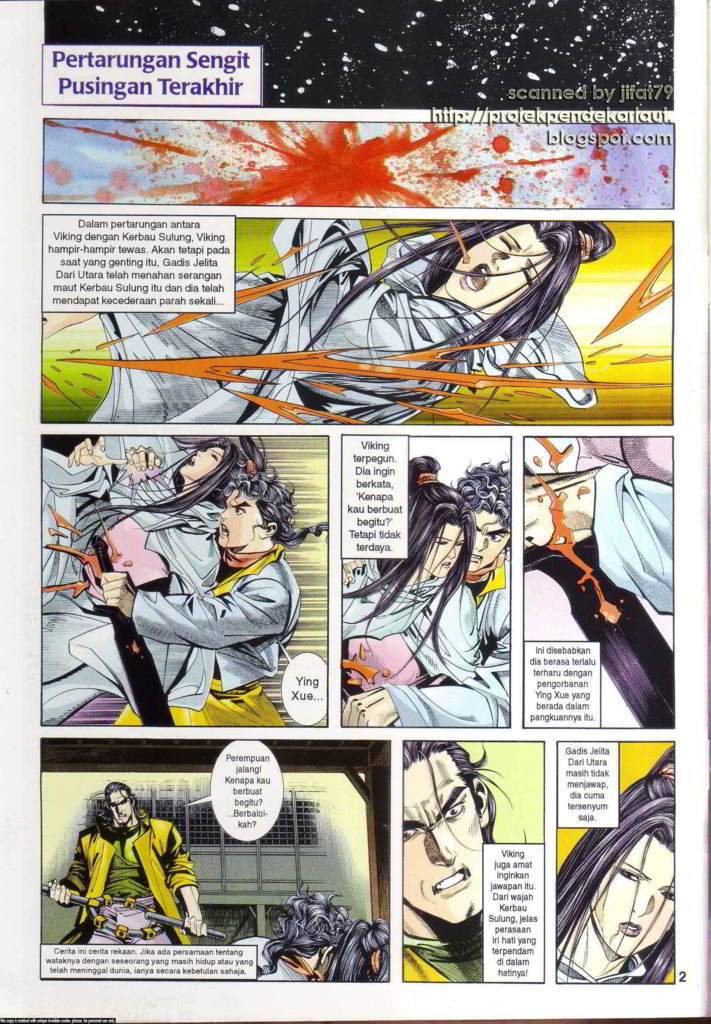 Pertarungan Sengit
Pusingan Terakhir
scanned by jifat79
http://projekpendekarlaut.
blogspot.com
Dalam pertarungan antara
Viking dengan Kerbau Sulung, Viking
hampir-hampir tewas. Akan tetapi pada
saat yang genting itu, Gadis Jelita
Dari Utara telah menahan serangan
maut Kerbau Sulung itu dan dia telah
mendapat kecederaan parah sekali...
Ying
Xue...
Viking
terpegun.
Dia ingin
berkata,
'Kenapa
kau berbuat
begitu?'
Tetapi tidak
terdaya.
Ini disebabkan
dia berasa terlalu
terharu dengan
pengorbanan
Ying Xue yang
berada dalam
pangkuannya itu.
Perempuan
jalang!
Kenapa kau
berbuat
begitu?
...Berbaloi-
kah?
Cerita ini cerita rekaan. Jika ada persamaan tentang
wataknya dengan seseorang yang masih hidup atau yang
telah meninggal dunia, ianya secara kebetulan sahaja.
Viking
juga amat
inginkan
jawapan itu.
Dari wajah
Kerbau
Sulung, jelas
perasaan
iri hati yang
terpendam
di dalam
hatinya!
Gadis Jelita
Dari Utara
masih tidak
menjawap,
dia cuma
tersenyum
saja.
2